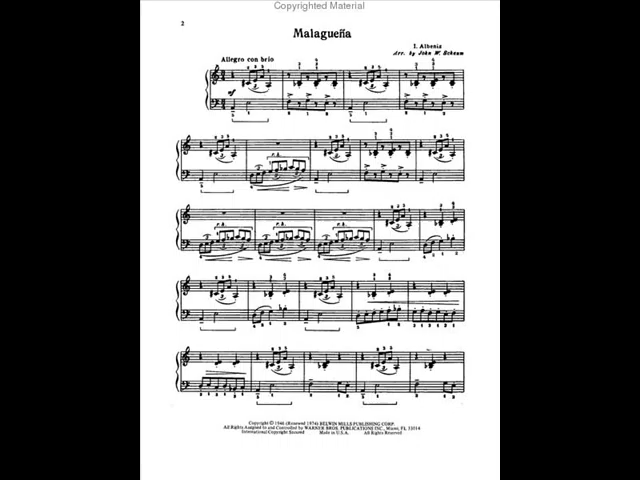 Copyrighted Material
2
Malagueña
I. Albeniz
Arr. by John W. Schaum
Allegro con brio
mf
Copyright © 1946 (Renewed 1974) BELWIN MILLS PUBLISHING CORP.
All Rights Assigned to and Controlled by WARNER BROS. PUBLICATIONS INC., Miami, FL 33014
International Copyright Secured Made in U.S.A. All Rights Reserved